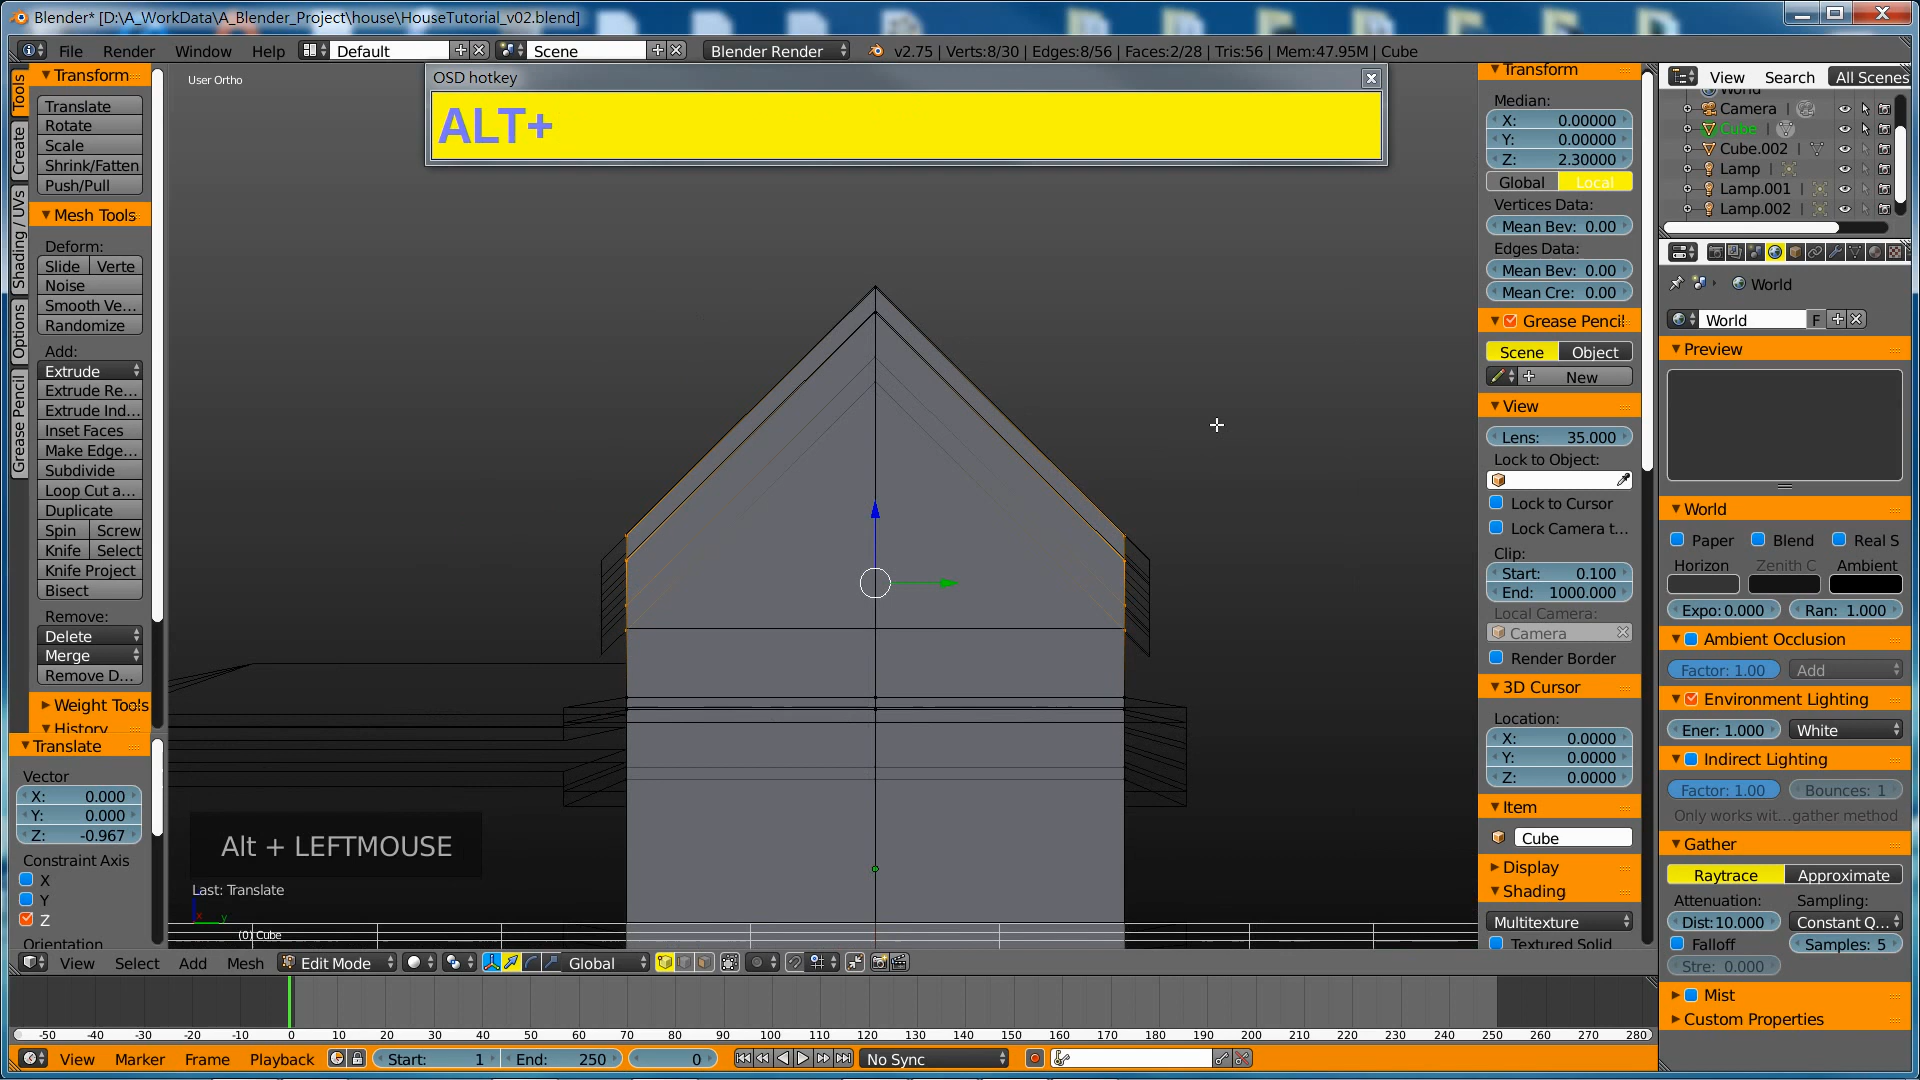 Blender* [D:\A_WorkData\A_Blender_Project\house\HouseTutorial_v02.blend]
File Render Window Help Default Scene Blender Render v2.75 | Verts:8/30 | Edges:8/56 | Faces:2/28 | Tris:56 | Mem:47.95M | Cube
OSD hotkey
ALT+
User Ortho
Tools
Create
Shading / UVs
Options
Grease Pencil
Transform
Translate
Rotate
Scale
Shrink/Fatten
Push/Pull
Mesh Tools
Deform:
Slide Verte
Noise
Smooth Ve...
Randomize
Add:
Extrude
Extrude Re...
Extrude Ind...
Inset Faces
Make Edge...
Subdivide
Loop Cut a...
Duplicate
Spin Screw
Knife Select
Knife Project
Bisect
Remove:
Delete
Merge
Remove D...
Weight Tools
History
Translate
Vector
X: 0.000
Y: 0.000
Z: -0.967
Constraint Axis
X
Y
Z
Orientation
Alt + LEFTMOUSE
Last: Translate
x y
(0) Cube
Transform
Median:
X: 0.00000
Y: 0.00000
Z: 2.30000
Global Local
Vertices Data:
Mean Bev: 0.00
Edges Data:
Mean Bev: 0.00
Mean Cre: 0.00
Grease Pencil
Scene Object
New
View
Lens: 35.000
Lock to Object:
Lock to Cursor
Lock Camera t...
Clip:
Start: 0.100
End: 1000.000
Local Camera:
Camera
Render Border
3D Cursor
Location:
X: 0.0000
Y: 0.0000
Z: 0.0000
Item
Cube
Display
Shading
Multitexture
Textured Solid
View Search All Scenes
World
Camera
Cube
Cube.002
Lamp
Lamp.001
Lamp.002
World
World F
Preview
World
Paper Blend Real S
Horizon Zenith C Ambient
Expo:0.000 Ran: 1.000
Ambient Occlusion
Factor: 1.00 Add
Environment Lighting
Ener: 1.000 White
Indirect Lighting
Factor: 1.00 Bounces: 1
Only works wit...gather method
Gather
Raytrace Approximate
Attenuation: Sampling:
Dist:10.000 Constant Q...
Falloff Samples: 5
Stre: 0.000
Mist
Custom Properties
View Select Add Mesh Edit Mode Global
-50 -40 -30 -20 -10 0 10 20 30 40 50 60 70 80 90 100 110 120 130 140 150 160 170 180 190 200 210 220 230 240 250 260 270 280
View Marker Frame Playback Start: 1 End: 250 0 No Sync